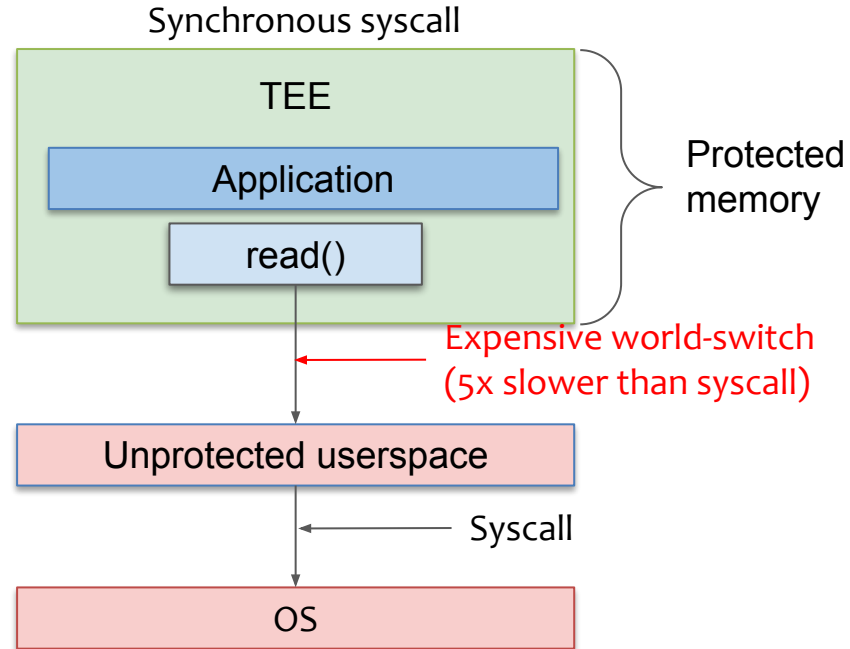 Synchronous syscall
TEE
Application
read()
Protected
memory
Expensive world-switch
(5x slower than syscall)
Unprotected userspace
Syscall
OS